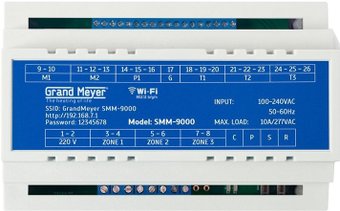 9 - 10 11 - 12 - 13 14 - 15 - 16 17 18 - 19 - 20 21 - 22 - 23 24 - 25 - 26
M1 M2 P1 G T1 T2 T3
Grand Meyer Wi-Fi
The heating of life
SSID: GrandMeyer SMM-9000 INPUT: 100-240VAC
http://192.168.7.1 50-60Hz
Password: 12345678 Model: SMM-9000 MAX. LOAD: 10A/277VAC
1 - 2 3 - 4 5 - 6 7 - 8 C P S R
220 V ZONE 1 ZONE 2 ZONE 3